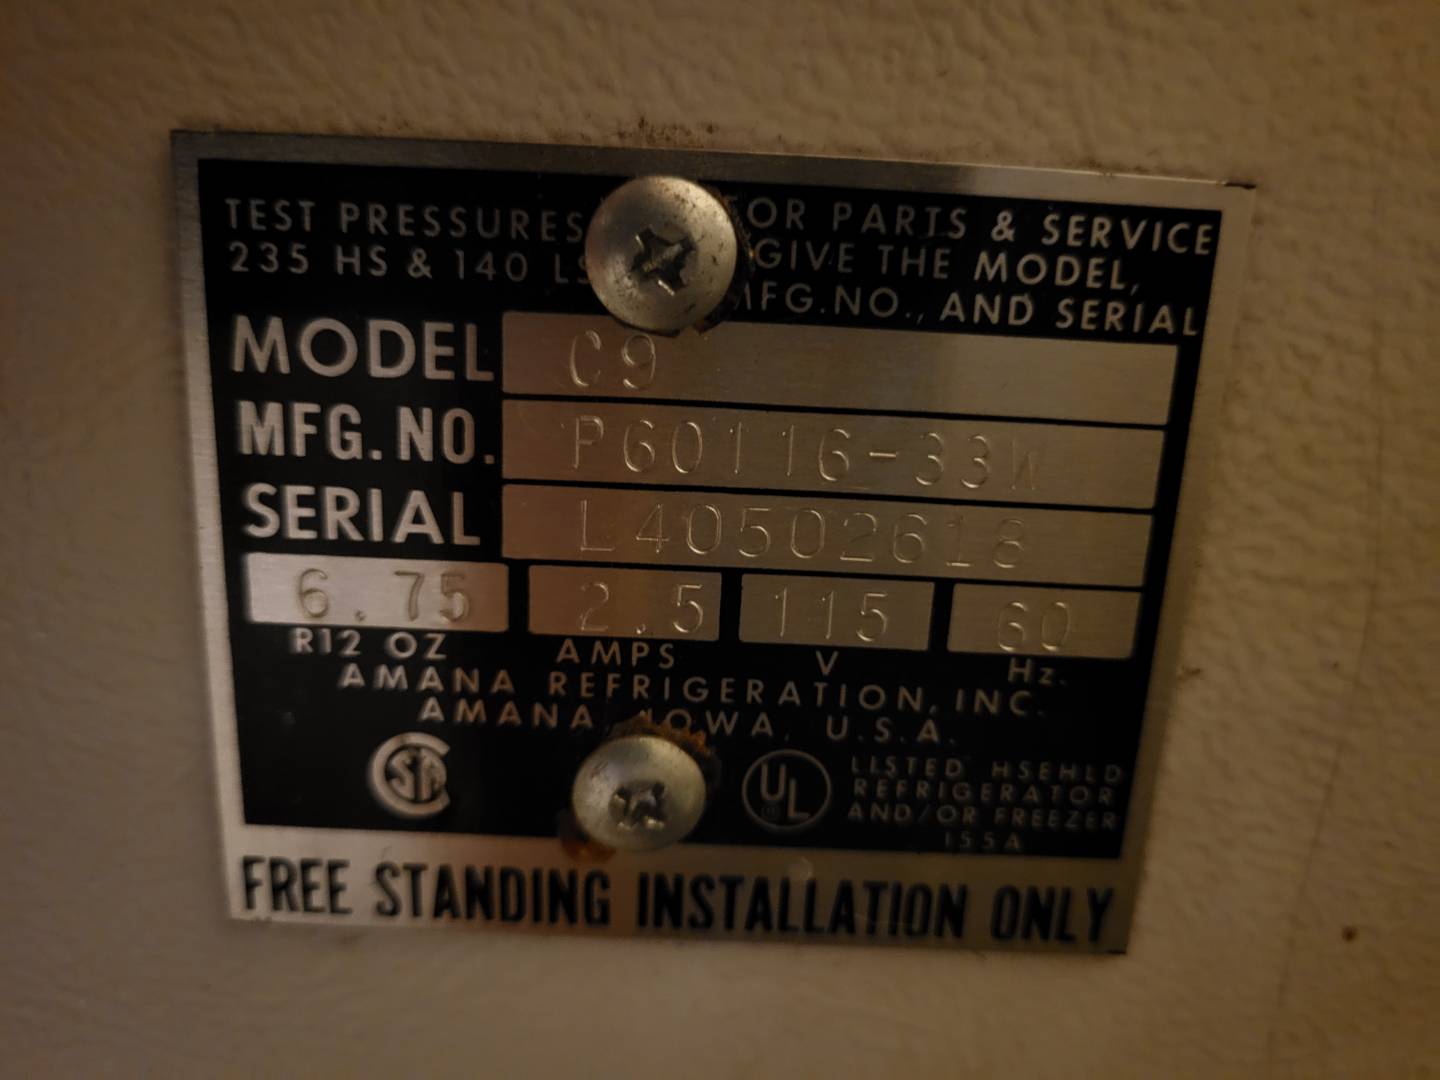 TEST PRESSURES
235 HS & 140 LS
FOR PARTS & SERVICE
GIVE THE MODEL,
MFG.NO., AND SERIAL
MODEL C9
MFG. NO. P60116-33W
SERIAL L40502618
6.75 2.5 115 60
R12 OZ AMPS V Hz.
AMANA REFRIGERATION, INC.
AMANA, IOWA, U.S.A.
SA
UL
LISTED HSEHLD
REFRIGERATOR
AND/OR FREEZER
155A
FREE STANDING INSTALLATION ONLY